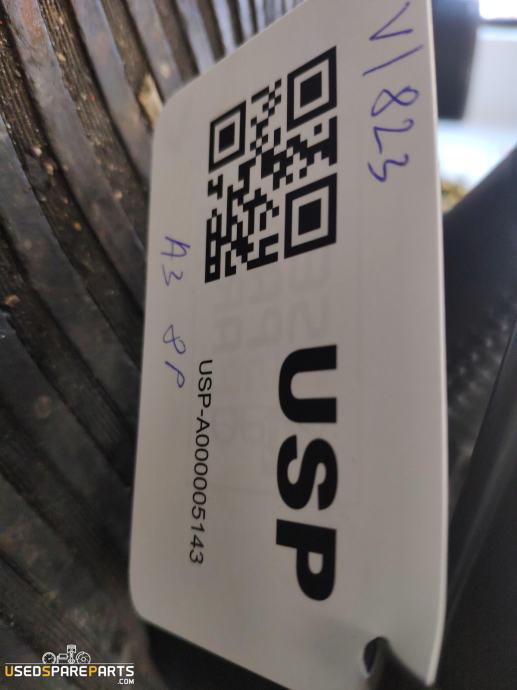 V1823
USP
USP-A000005143
A3 8P
USEDSPAREPARTS
.COM